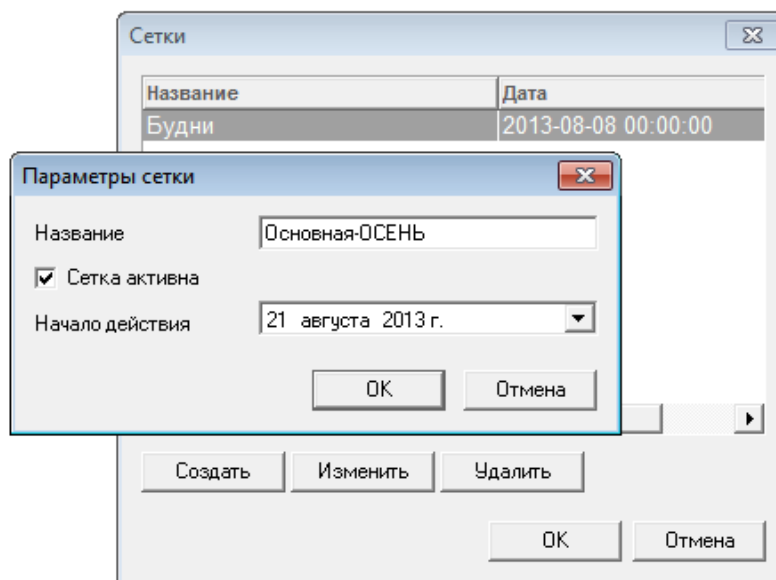 Сетки
Название Дата
Будни 2013-08-08 00:00:00
Параметры сетки
Название Основная-ОСЕНЬ
Сетка активна
Начало действия 21 августа 2013 г.
OK Отмена
Создать Изменить Удалить
OK Отмена